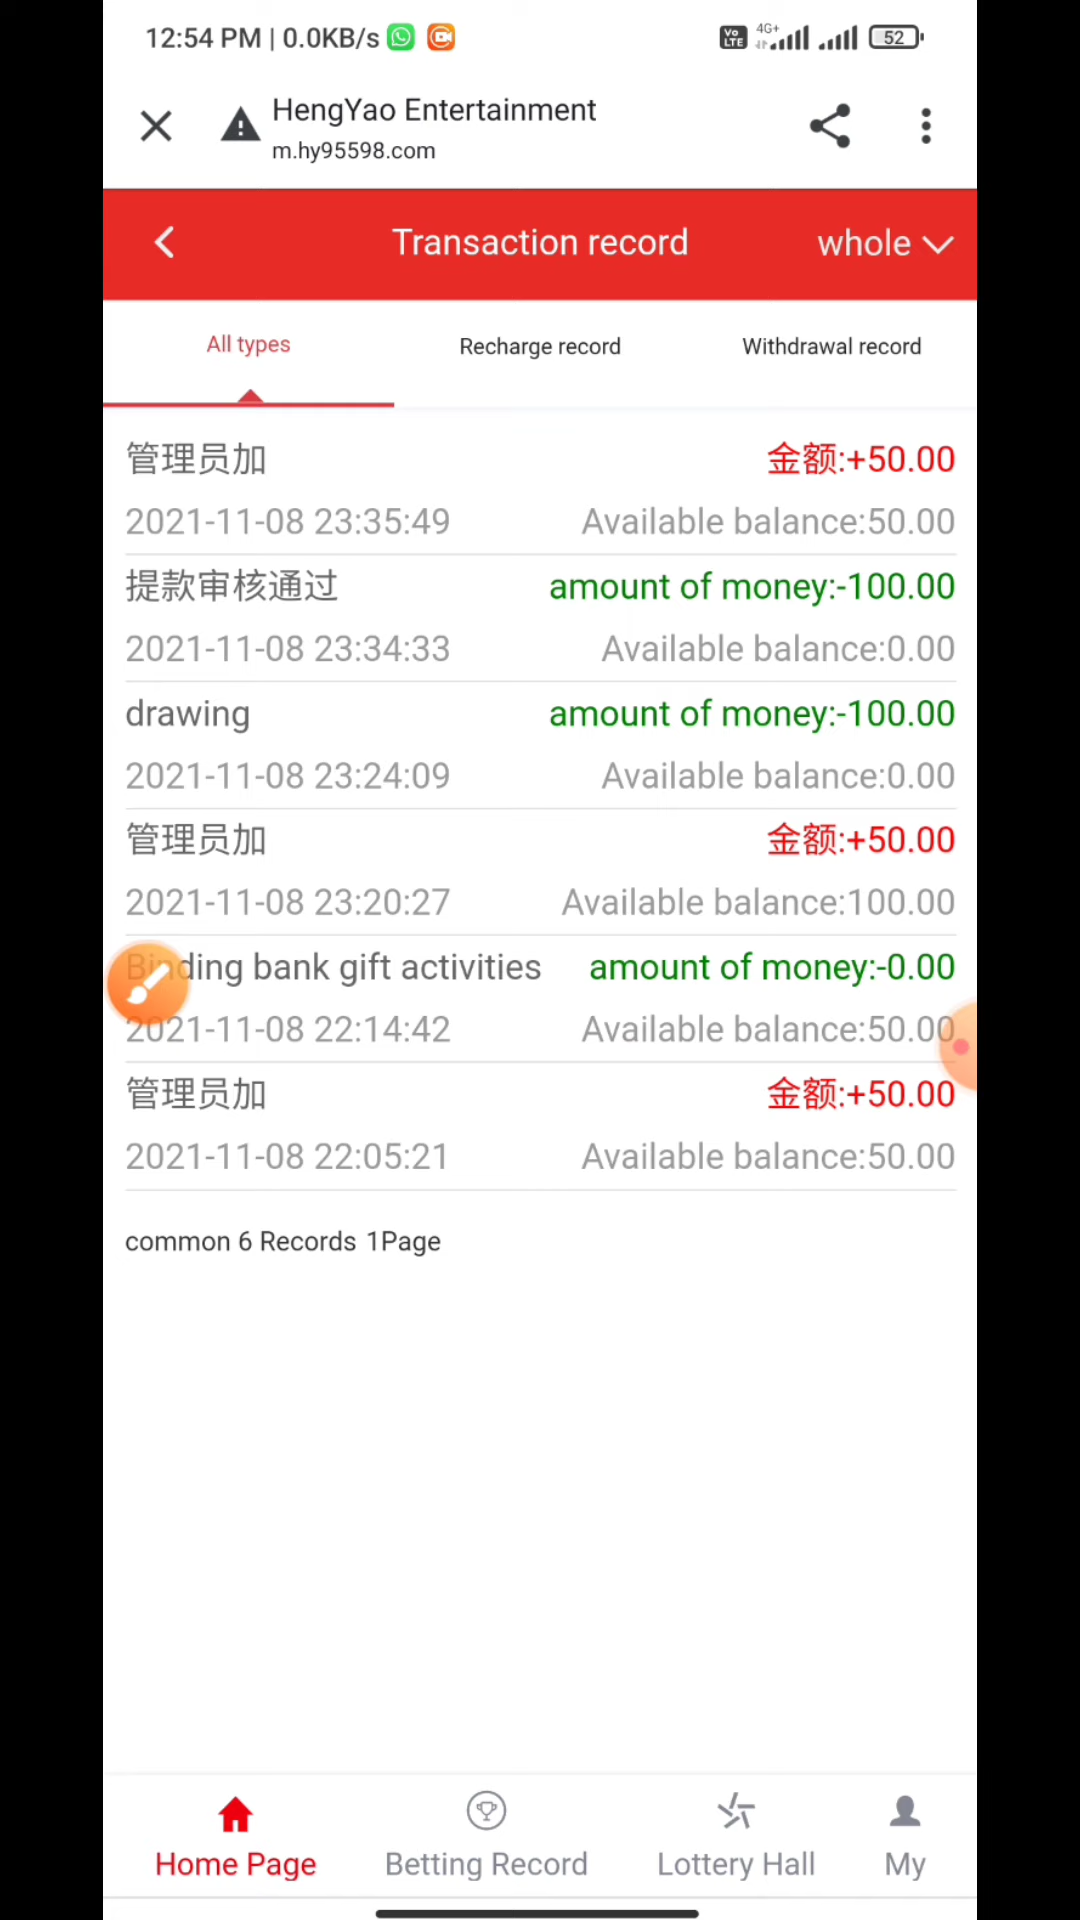 12:54 PM | 0.0KB/s
Vo LTE 4G+ 52
HengYao Entertainment
m.hy95598.com
Transaction record whole
All types Recharge record Withdrawal record
管理员加 金额:+50.00
2021-11-08 23:35:49 Available balance:50.00
提款审核通过 amount of money:-100.00
2021-11-08 23:34:33 Available balance:0.00
drawing amount of money:-100.00
2021-11-08 23:24:09 Available balance:0.00
管理员加 金额:+50.00
2021-11-08 23:20:27 Available balance:100.00
Binding bank gift activities amount of money:-0.00
2021-11-08 22:14:42 Available balance:50.00
管理员加 金额:+50.00
2021-11-08 22:05:21 Available balance:50.00
common 6 Records 1Page
Home Page Betting Record Lottery Hall My